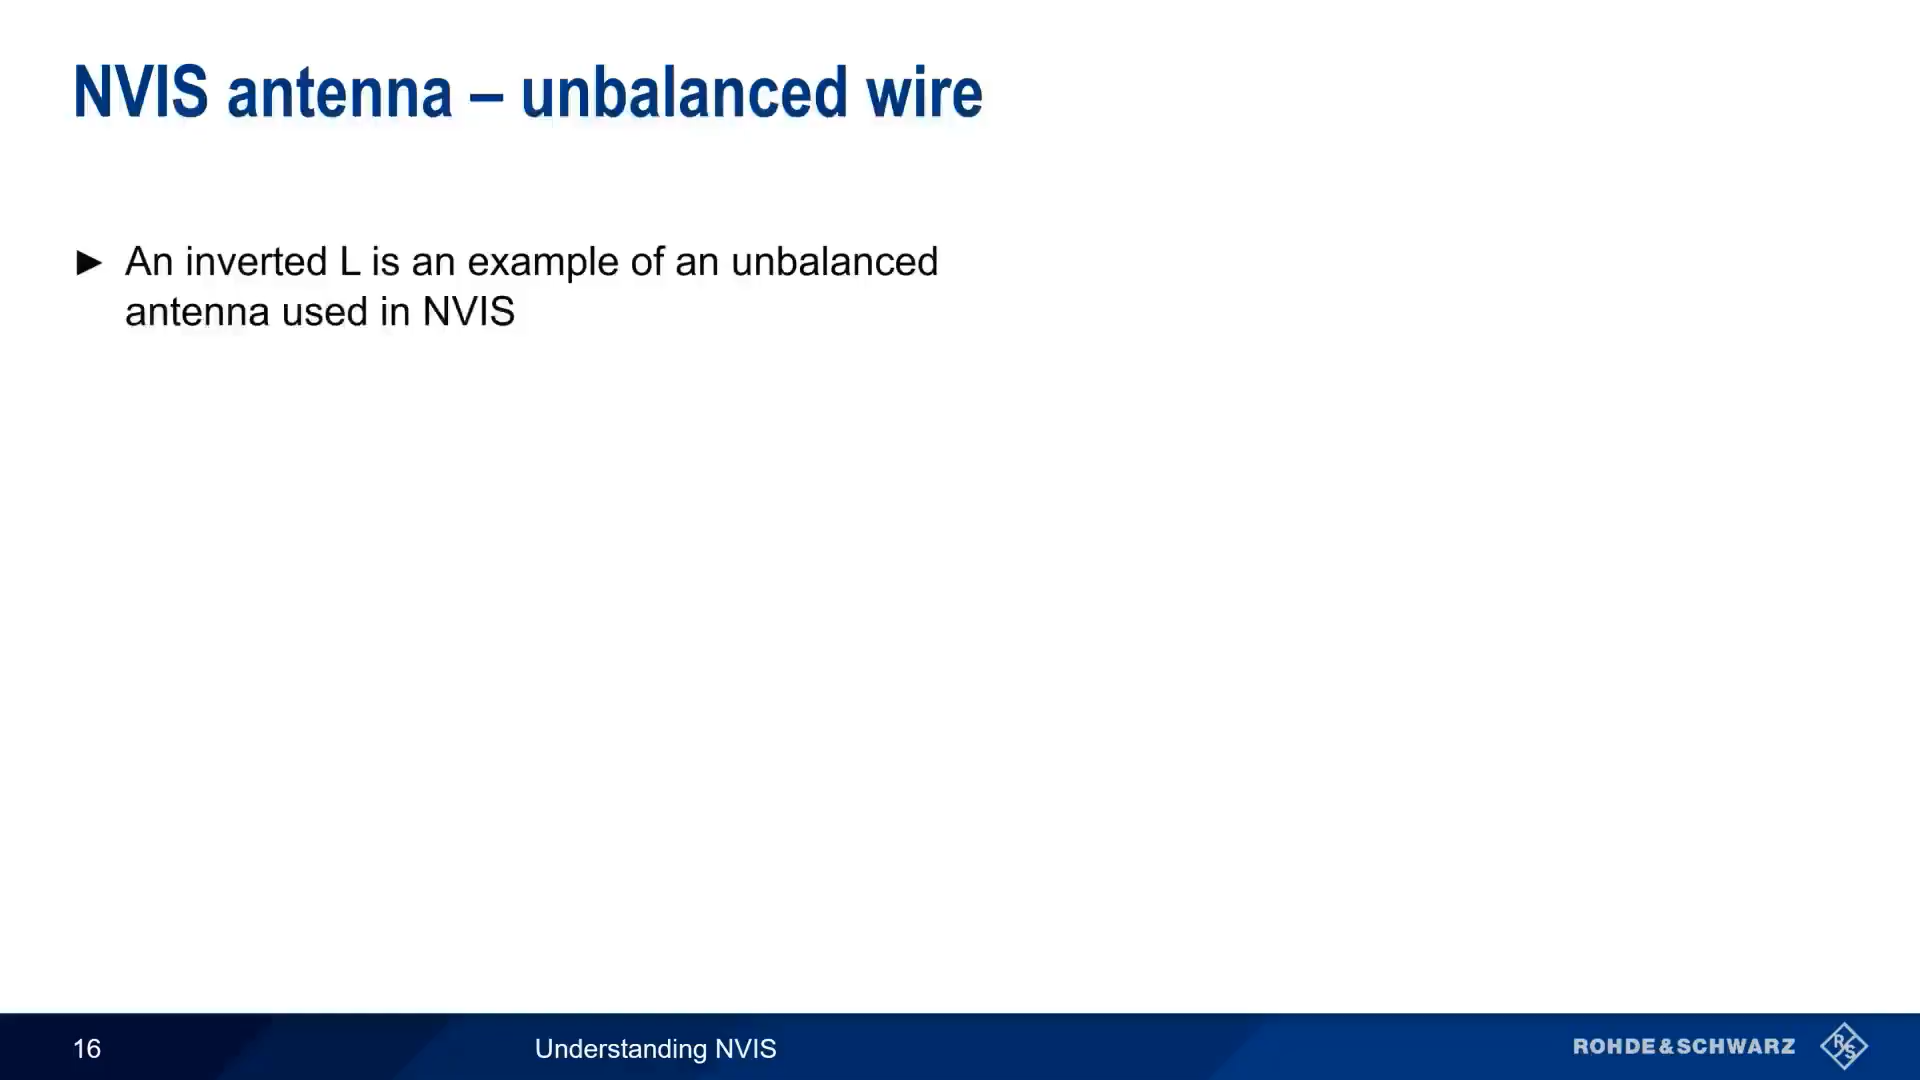 NVIS antenna – unbalanced wire
► An inverted L is an example of an unbalanced
antenna used in NVIS
16
Understanding NVIS
ROHDE&SCHWARZ
R&S